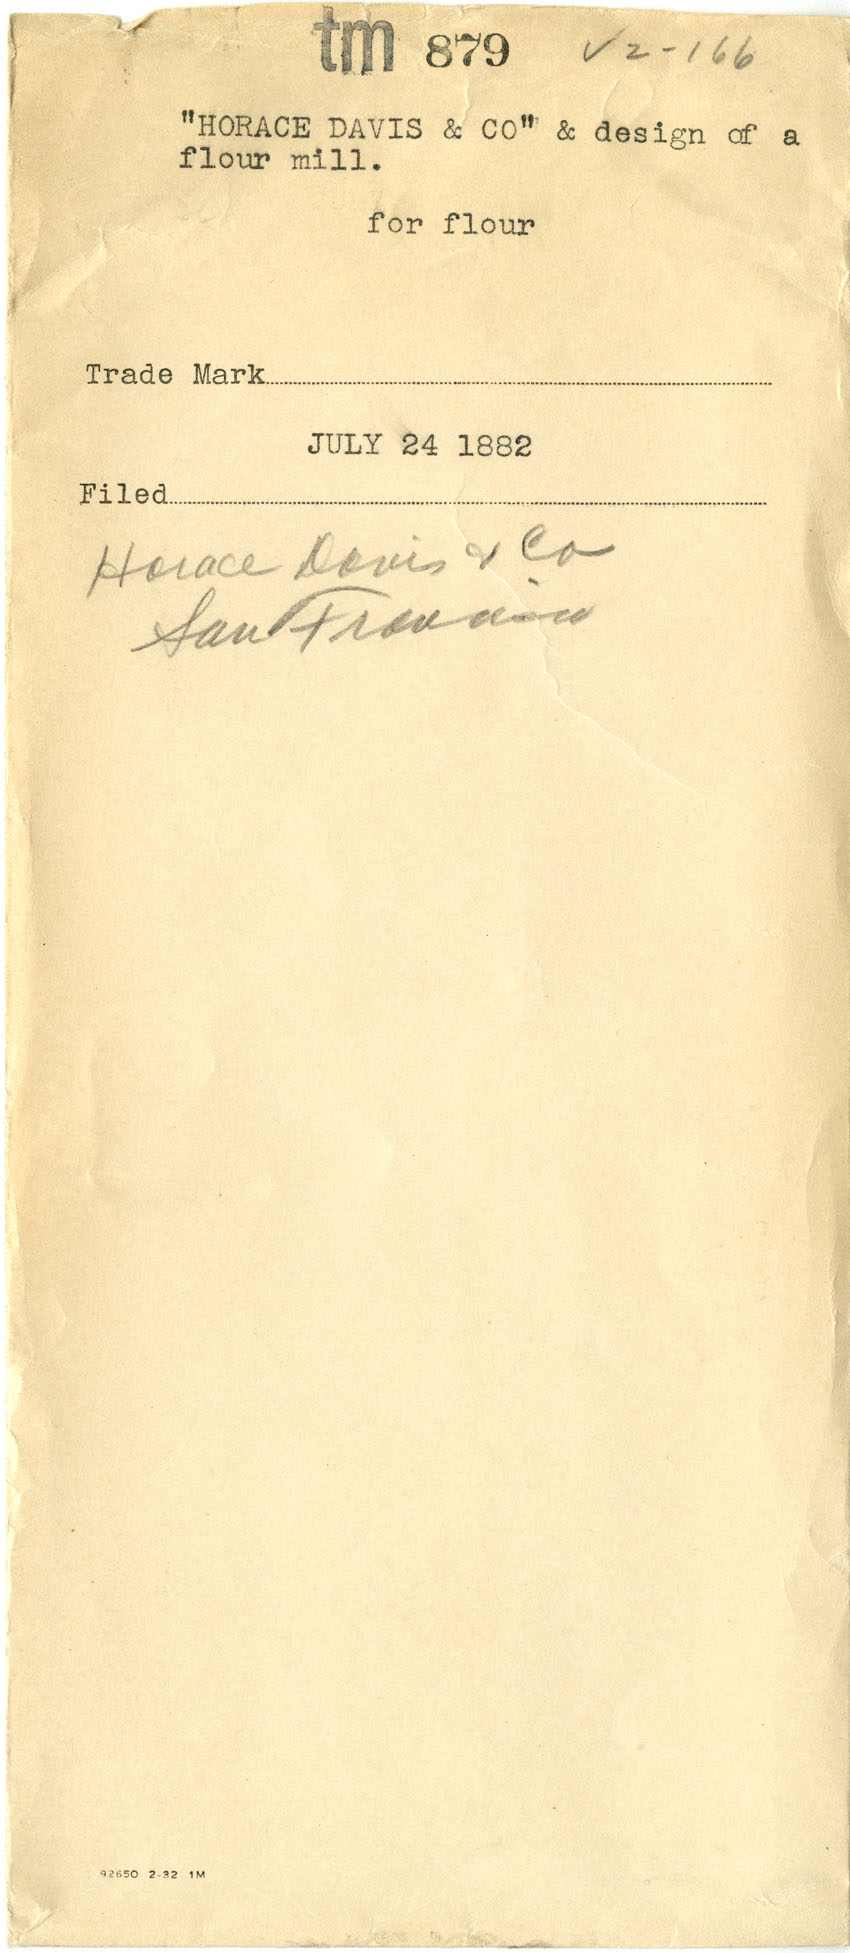 tm 879 √2-166
"HORACE DAVIS & CO" & design of a
flour mill.
for flour
Trade Mark
JULY 24 1882
Filed
Horace Davis & Co
San Francisco
92650 2-32 1M